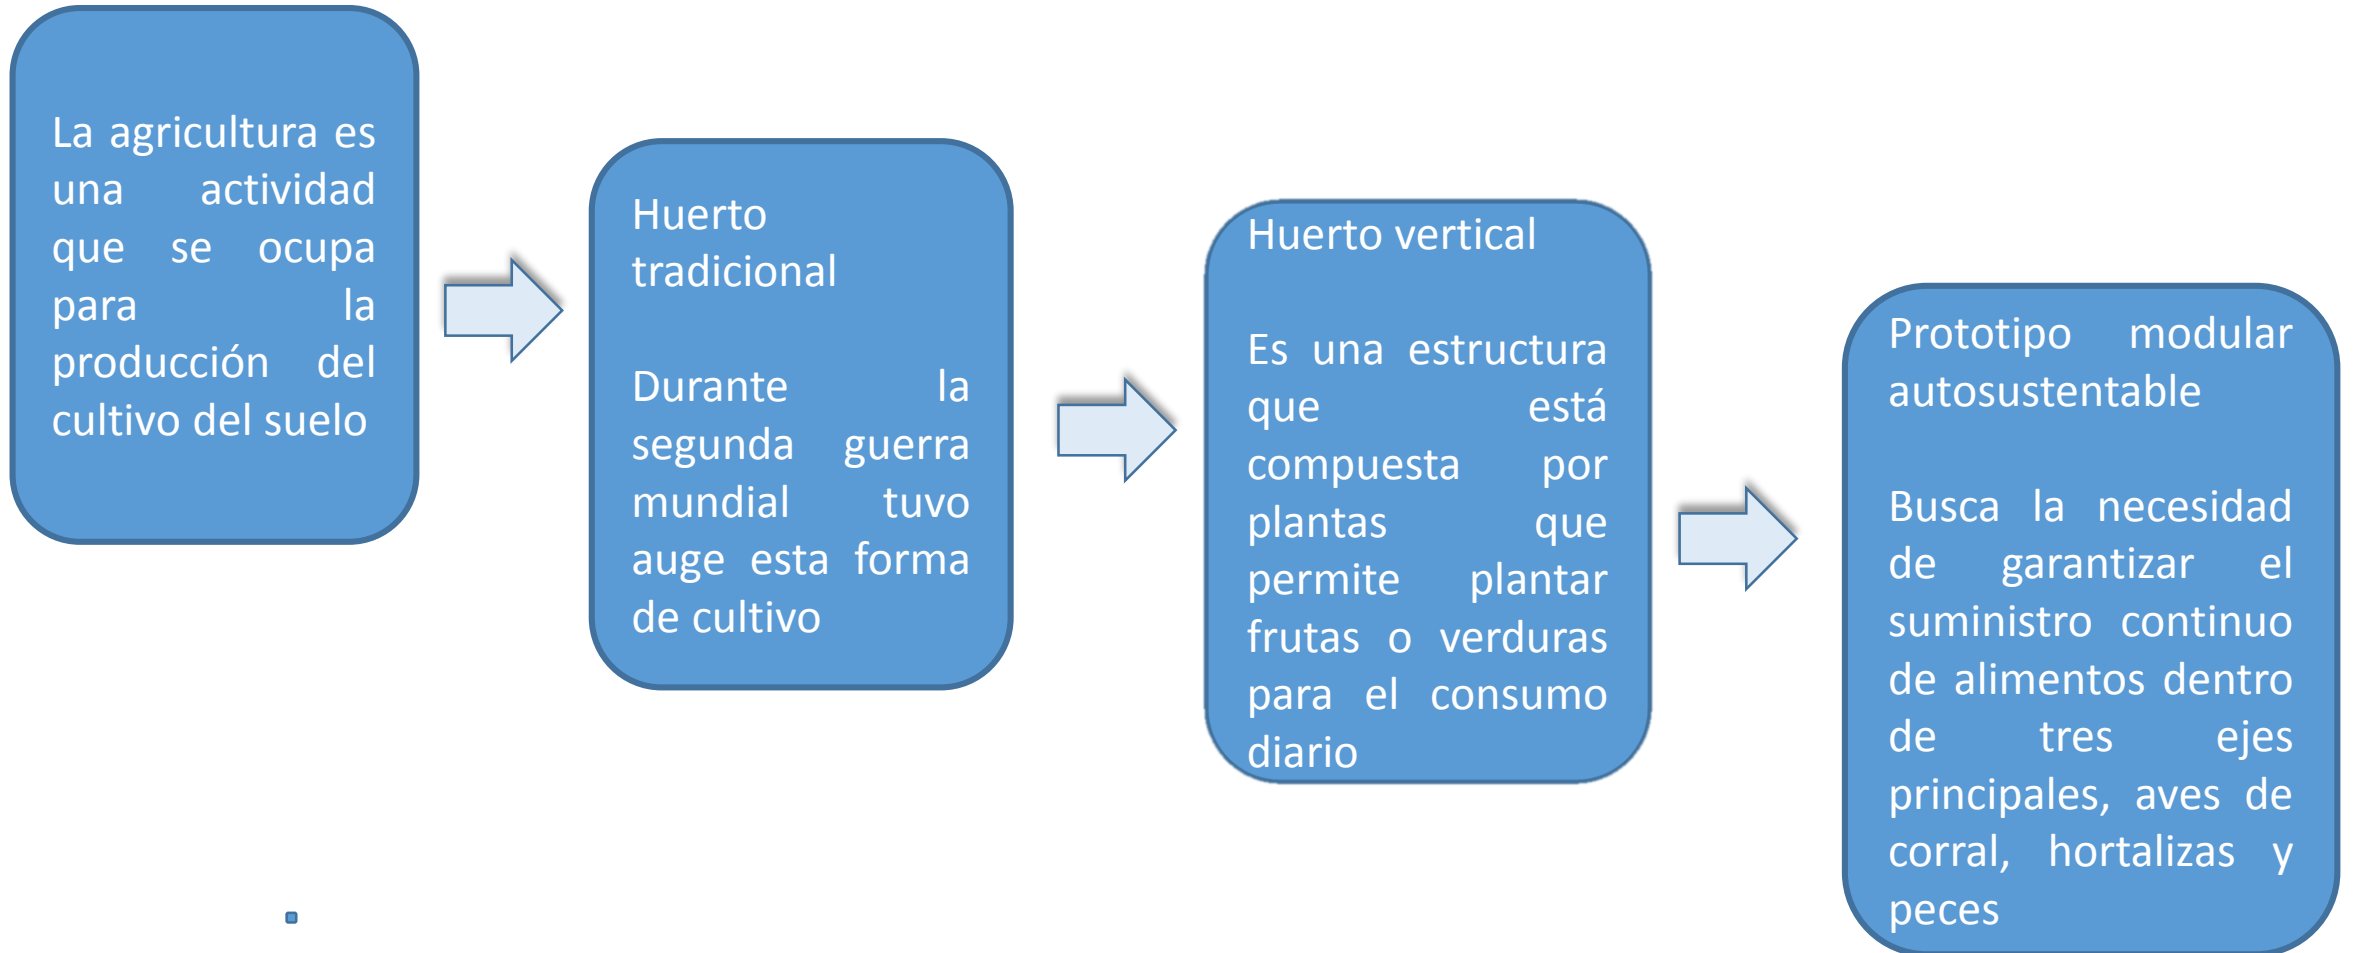 La agricultura es
una actividad
que se ocupa
para la
producción del
cultivo del suelo
Huerto
tradicional
Durante la
segunda guerra
mundial tuvo
auge esta forma
de cultivo
Huerto vertical
Es una estructura
que está
compuesta por
plantas que
permite plantar
frutas o verduras
para el consumo
diario
Prototipo modular
autosustentable
Busca la necesidad
de garantizar el
suministro continuo
de alimentos dentro
de tres ejes
principales, aves de
corral, hortalizas y
peces